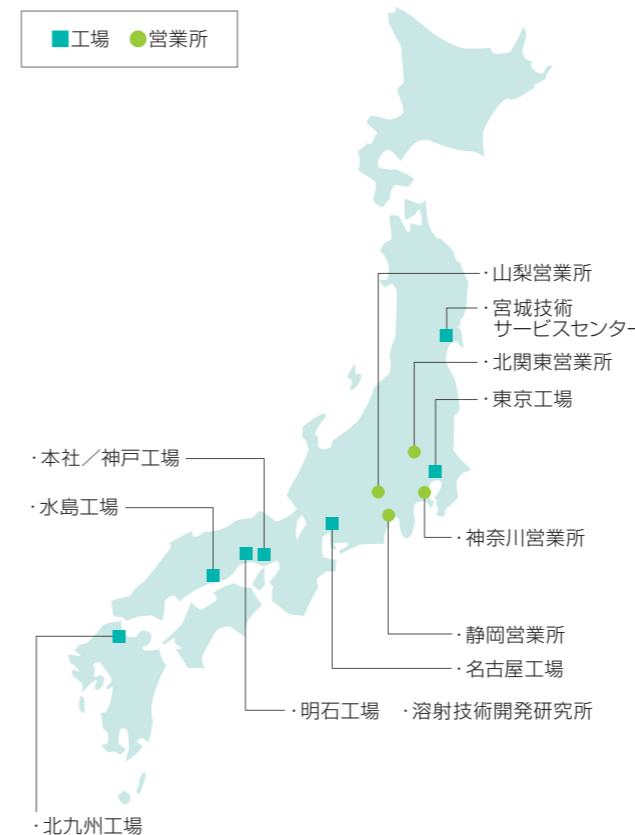 ■工場 ●営業所
・山梨営業所
・宮城技術
サービスセンター
・北関東営業所
・東京工場
・本社／神戸工場
・水島工場
・神奈川営業所
・静岡営業所
・名古屋工場
・明石工場 ・溶射技術開発研究所
・北九州工場